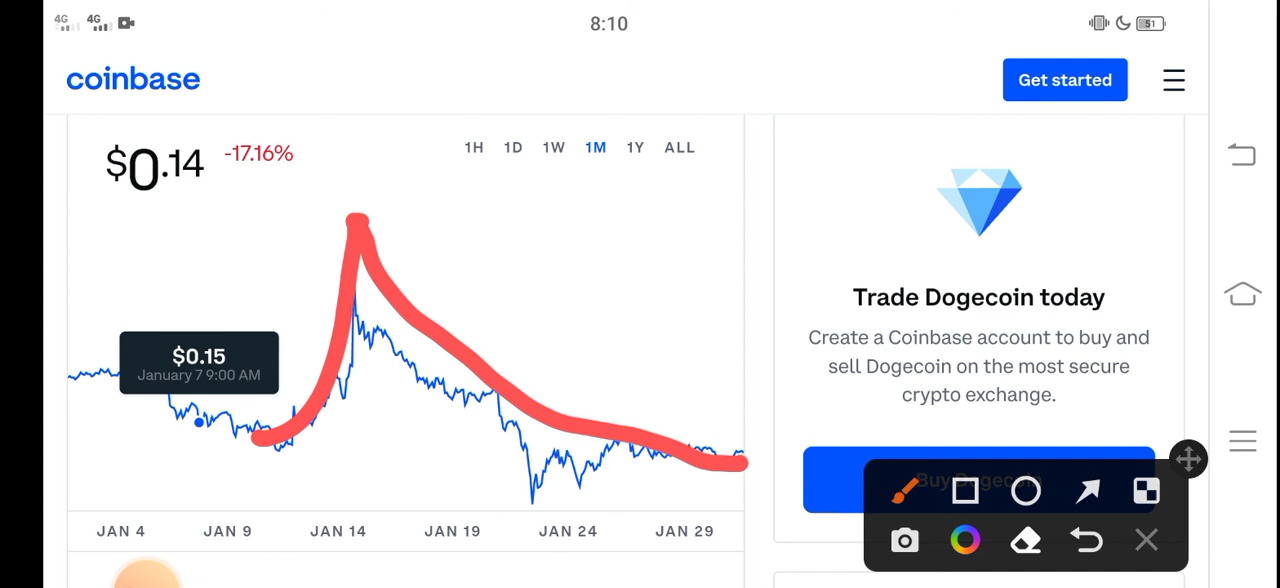 4G 4G 8:10 51
coinbase Get started
$0.14 -17.16% 1H 1D 1W 1M 1Y ALL
$0.15
January 7 9:00 AM
JAN 4 JAN 9 JAN 14 JAN 19 JAN 24 JAN 29
Trade Dogecoin today
Create a Coinbase account to buy and
sell Dogecoin on the most secure
crypto exchange.
Buy Dogecoin